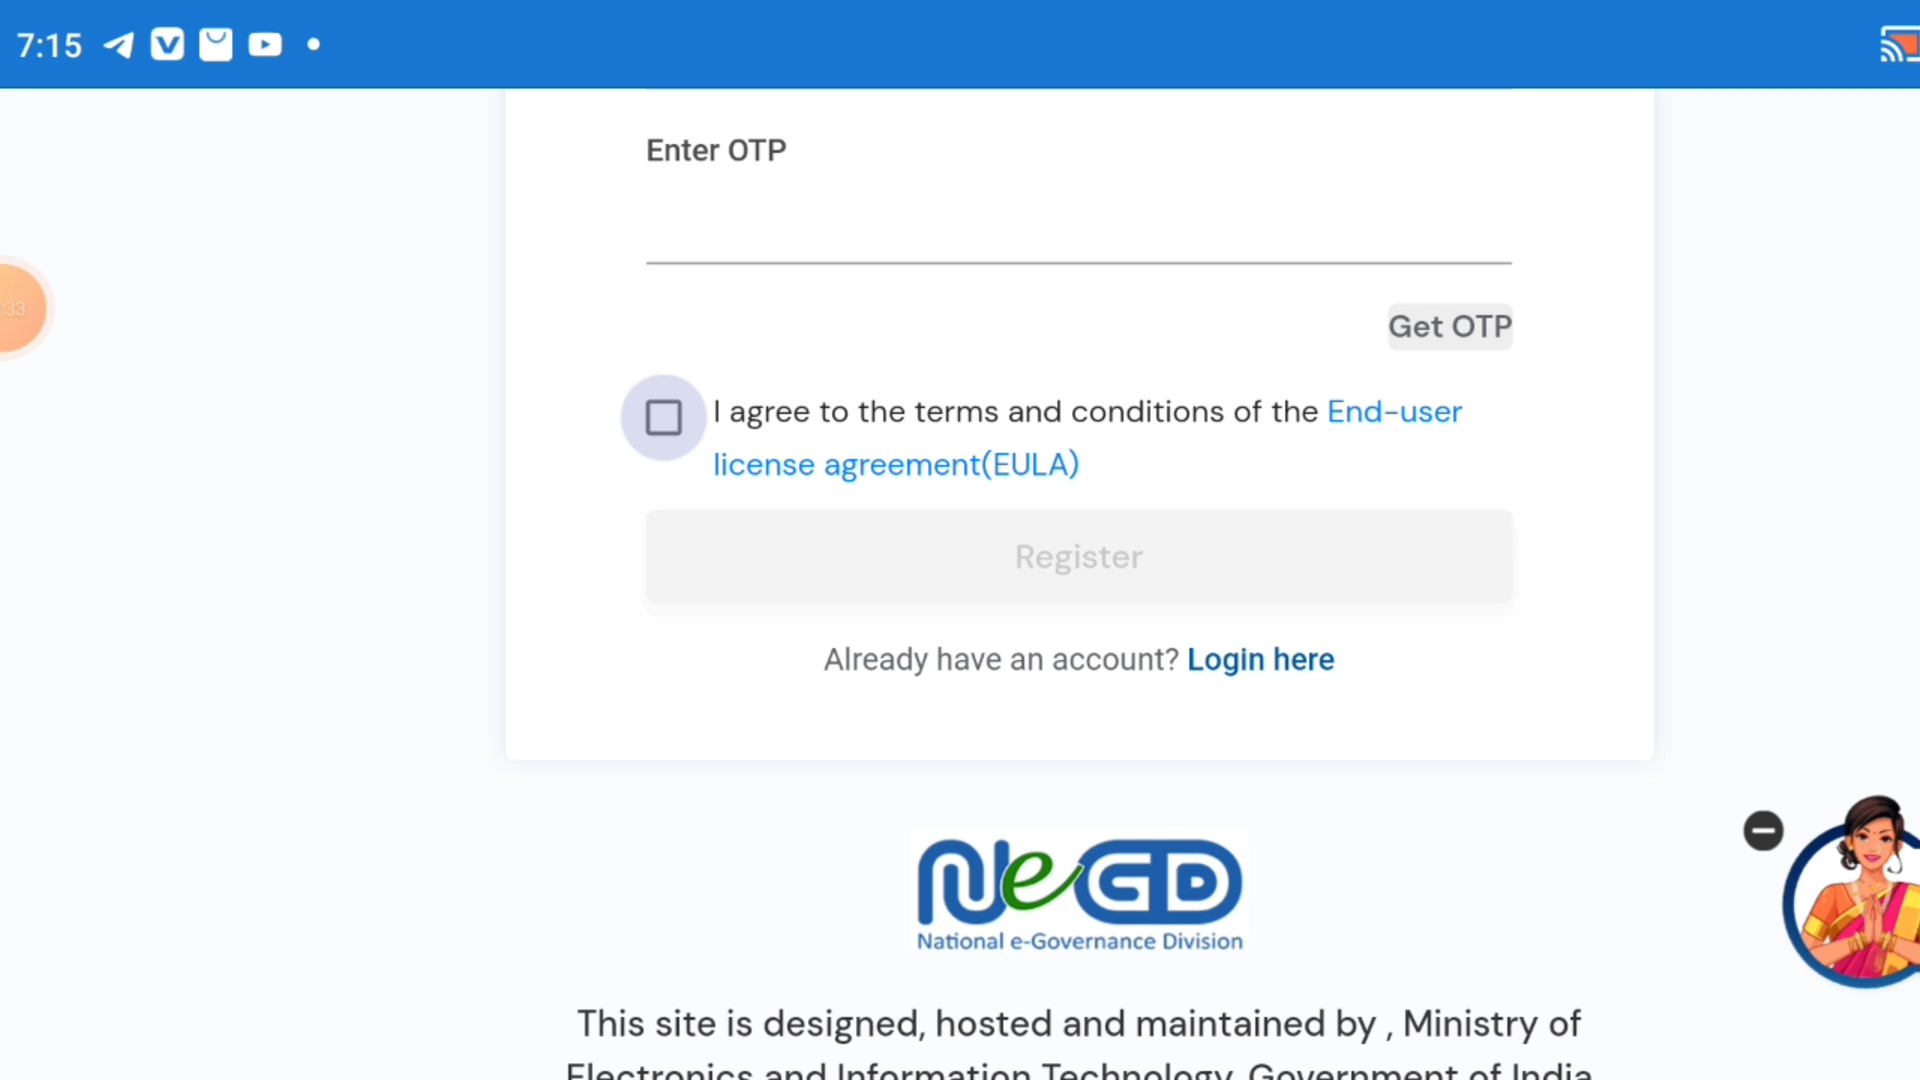 7:15
Enter OTP
:33
Get OTP
I agree to the terms and conditions of the End-user
license agreement(EULA)
Register
Already have an account? Login here
NeGD
National e-Governance Division
This site is designed, hosted and maintained by , Ministry of
Electronics and Information Technology, Government of India